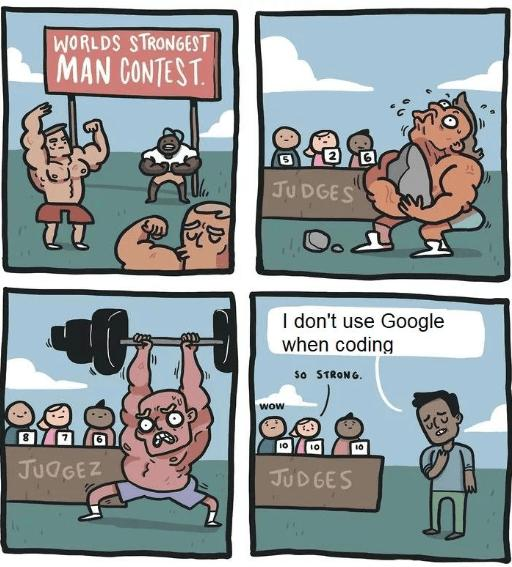 WORLDS STRONGEST
MAN CONTEST.
5 2 6
JUDGES
8 7 6
JUDGEZ
I don't use Google
when coding
SO STRONG.
WOW
10 10 10
JUDGES